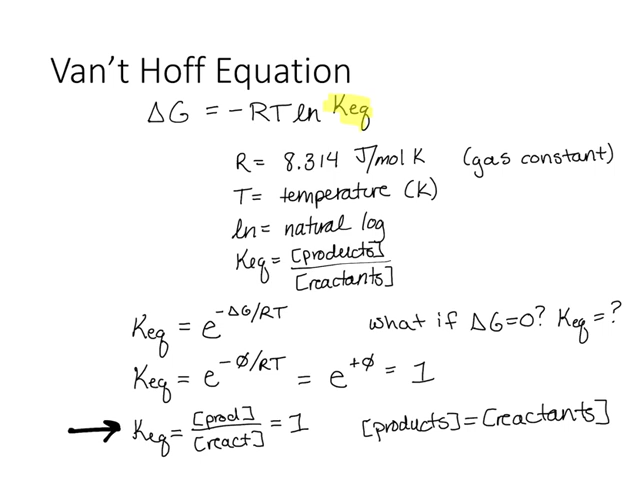 Van't Hoff Equation
ΔG = -RT ln Keq
R = 8.314 J/mol K (gas constant)
T = temperature (K)
ln = natural log
Keq = [products]/[reactants]
Keq = e^-ΔG/RT what if ΔG=0? Keq=?
Keq = e^-∅/RT = e^+∅ = 1
→ Keq = [prod]/[react] = 1 [products]=[reactants]